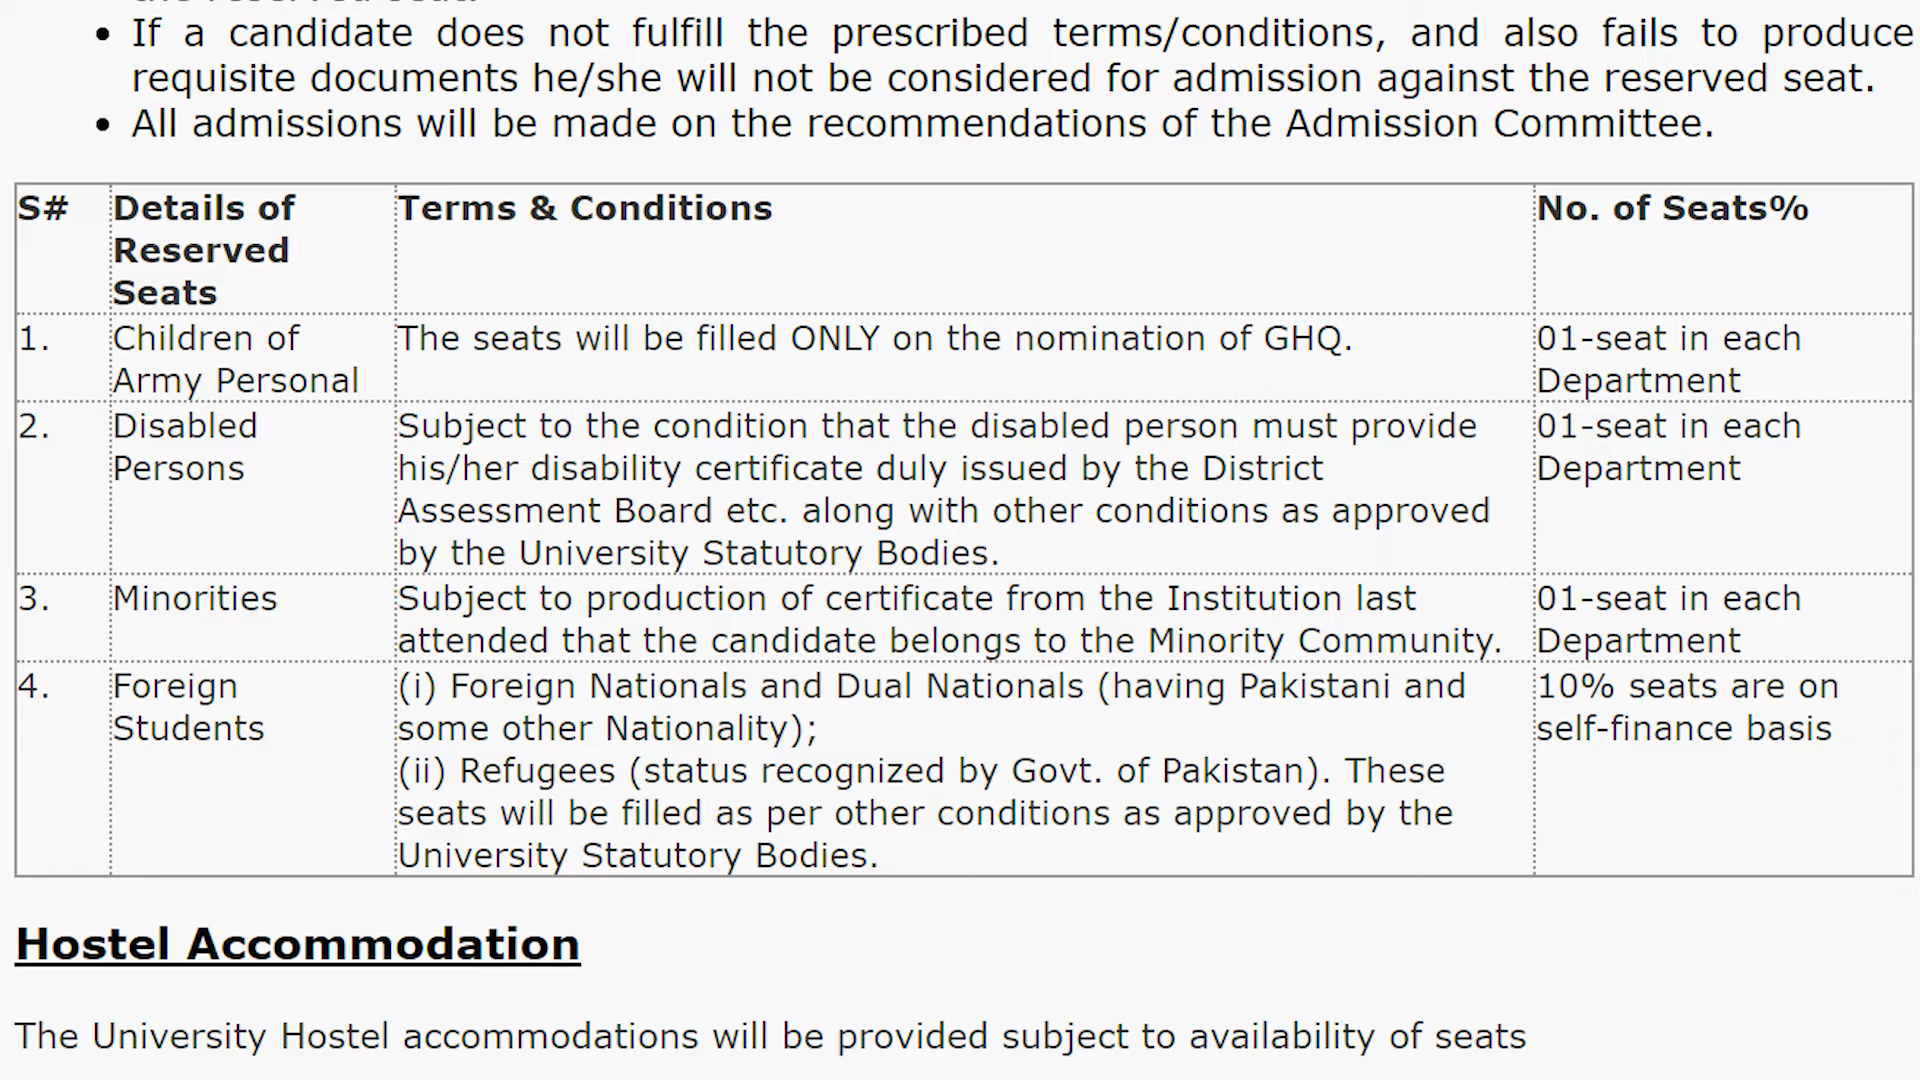 If a candidate does not fulfill the prescribed terms/conditions, and also fails to produce
requisite documents he/she will not be considered for admission against the reserved seat.
All admissions will be made on the recommendations of the Admission Committee.
S#
Details of
Reserved
Seats
Terms & Conditions
No. of Seats%
1.
Children of
Army Personal
The seats will be filled ONLY on the nomination of GHQ.
01-seat in each
Department
2.
Disabled
Persons
Subject to the condition that the disabled person must provide
his/her disability certificate duly issued by the District
Assessment Board etc. along with other conditions as approved
by the University Statutory Bodies.
01-seat in each
Department
3.
Minorities
Subject to production of certificate from the Institution last
attended that the candidate belongs to the Minority Community.
01-seat in each
Department
4.
Foreign
Students
(i) Foreign Nationals and Dual Nationals (having Pakistani and
some other Nationality);
(ii) Refugees (status recognized by Govt. of Pakistan). These
seats will be filled as per other conditions as approved by the
University Statutory Bodies.
10% seats are on
self-finance basis
Hostel Accommodation
The University Hostel accommodations will be provided subject to availability of seats